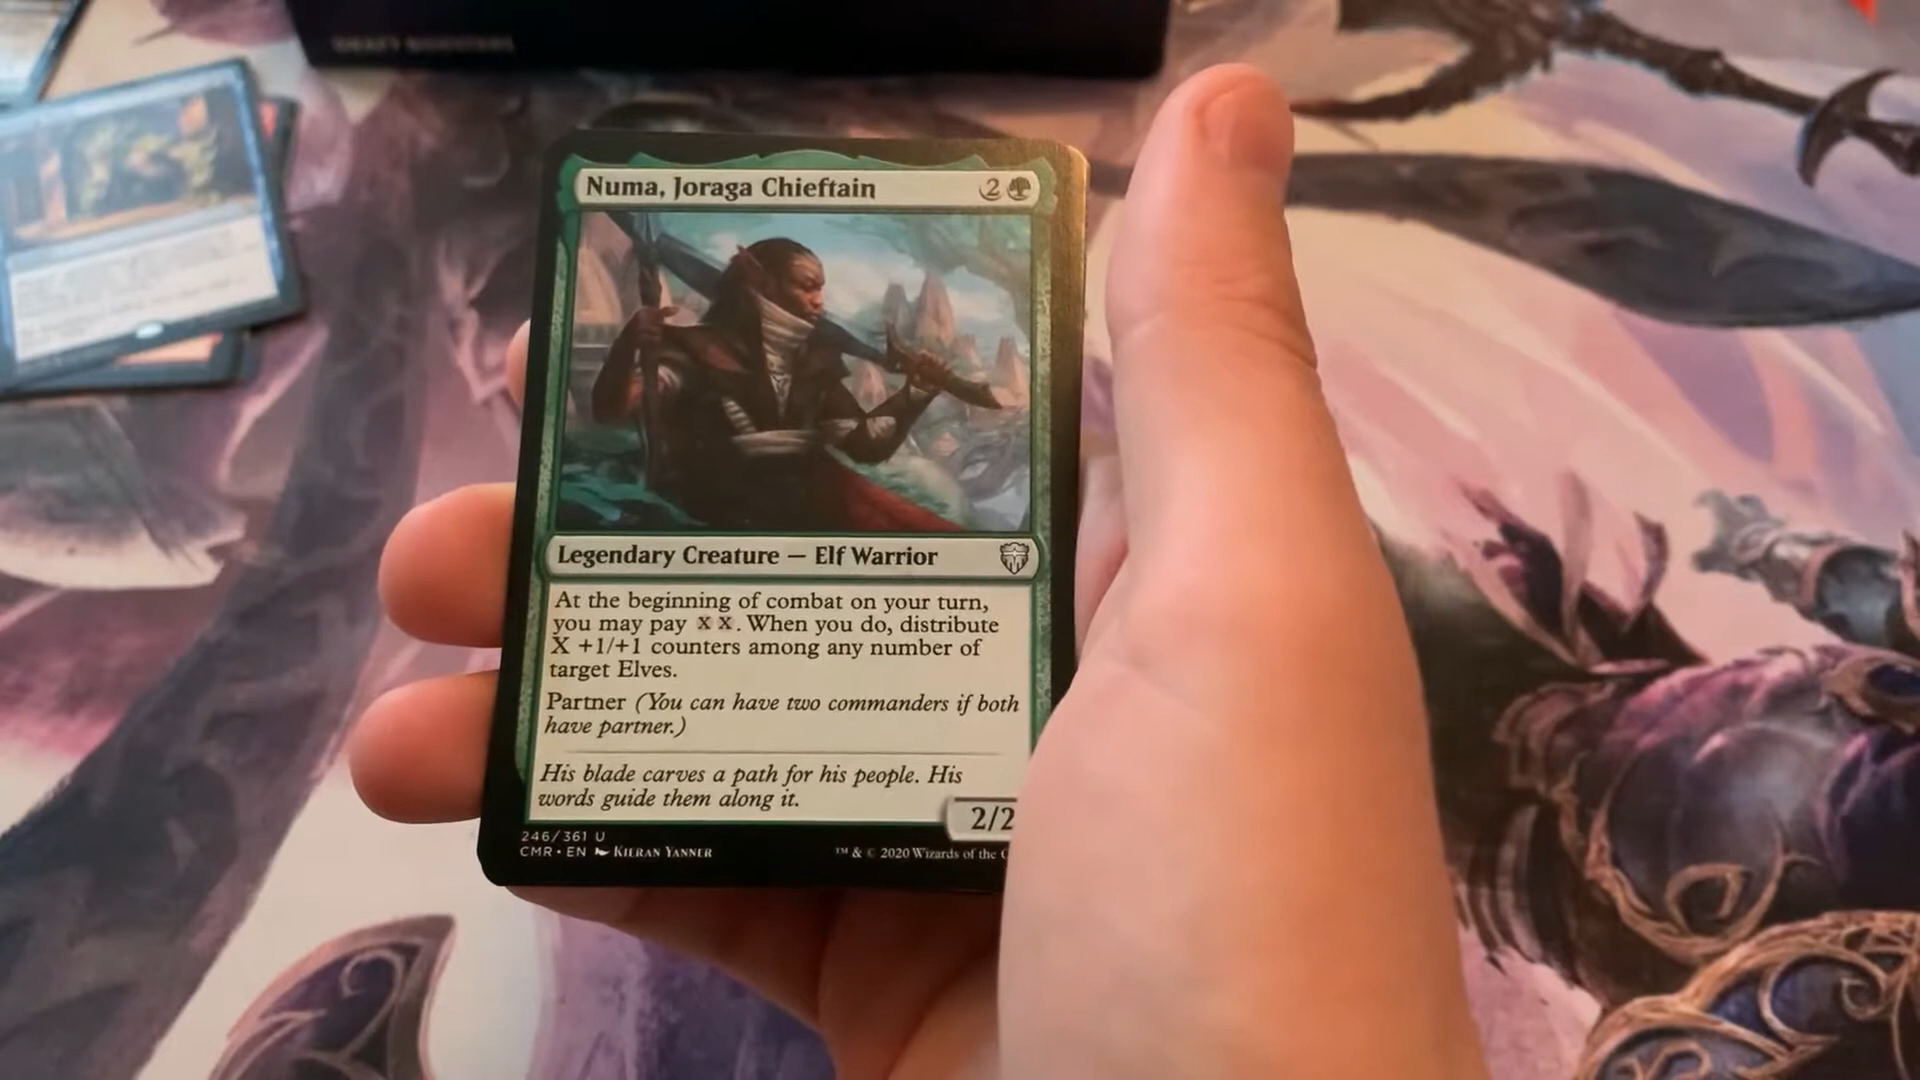 DRAFT BOOSTERS
Numa, Joraga Chieftain 2
Legendary Creature — Elf Warrior
At the beginning of combat on your turn,
you may pay X X. When you do, distribute
X +1/+1 counters among any number of
target Elves.
Partner (You can have two commanders if both
have partner.)
His blade carves a path for his people. His
words guide them along it.
2/2
246/361 U
CMR • EN KIERAN YANNER
™ & © 2020 Wizards of the